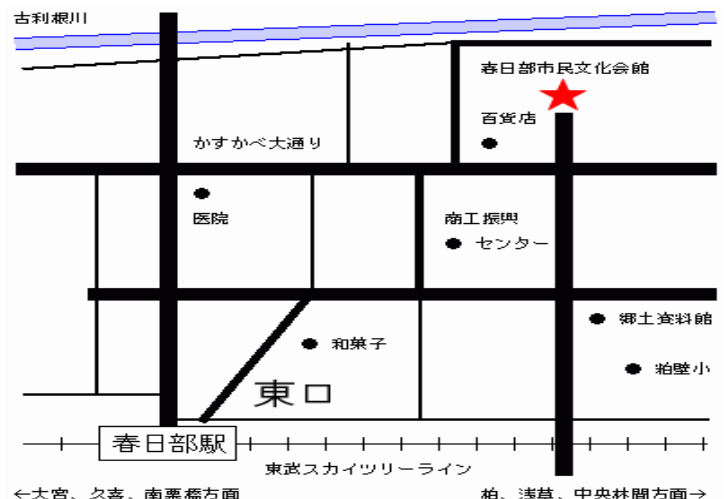 古利根川
春日部市民文化会館
百貨店
かすかべ大通り
医院
商工振興
センター
郷土資料館
和菓子
粕壁小
東口
春日部駅
東武スカイツリーライン
←大宮、久喜、南栗橋方面
柏、浅草、中央林間方面→